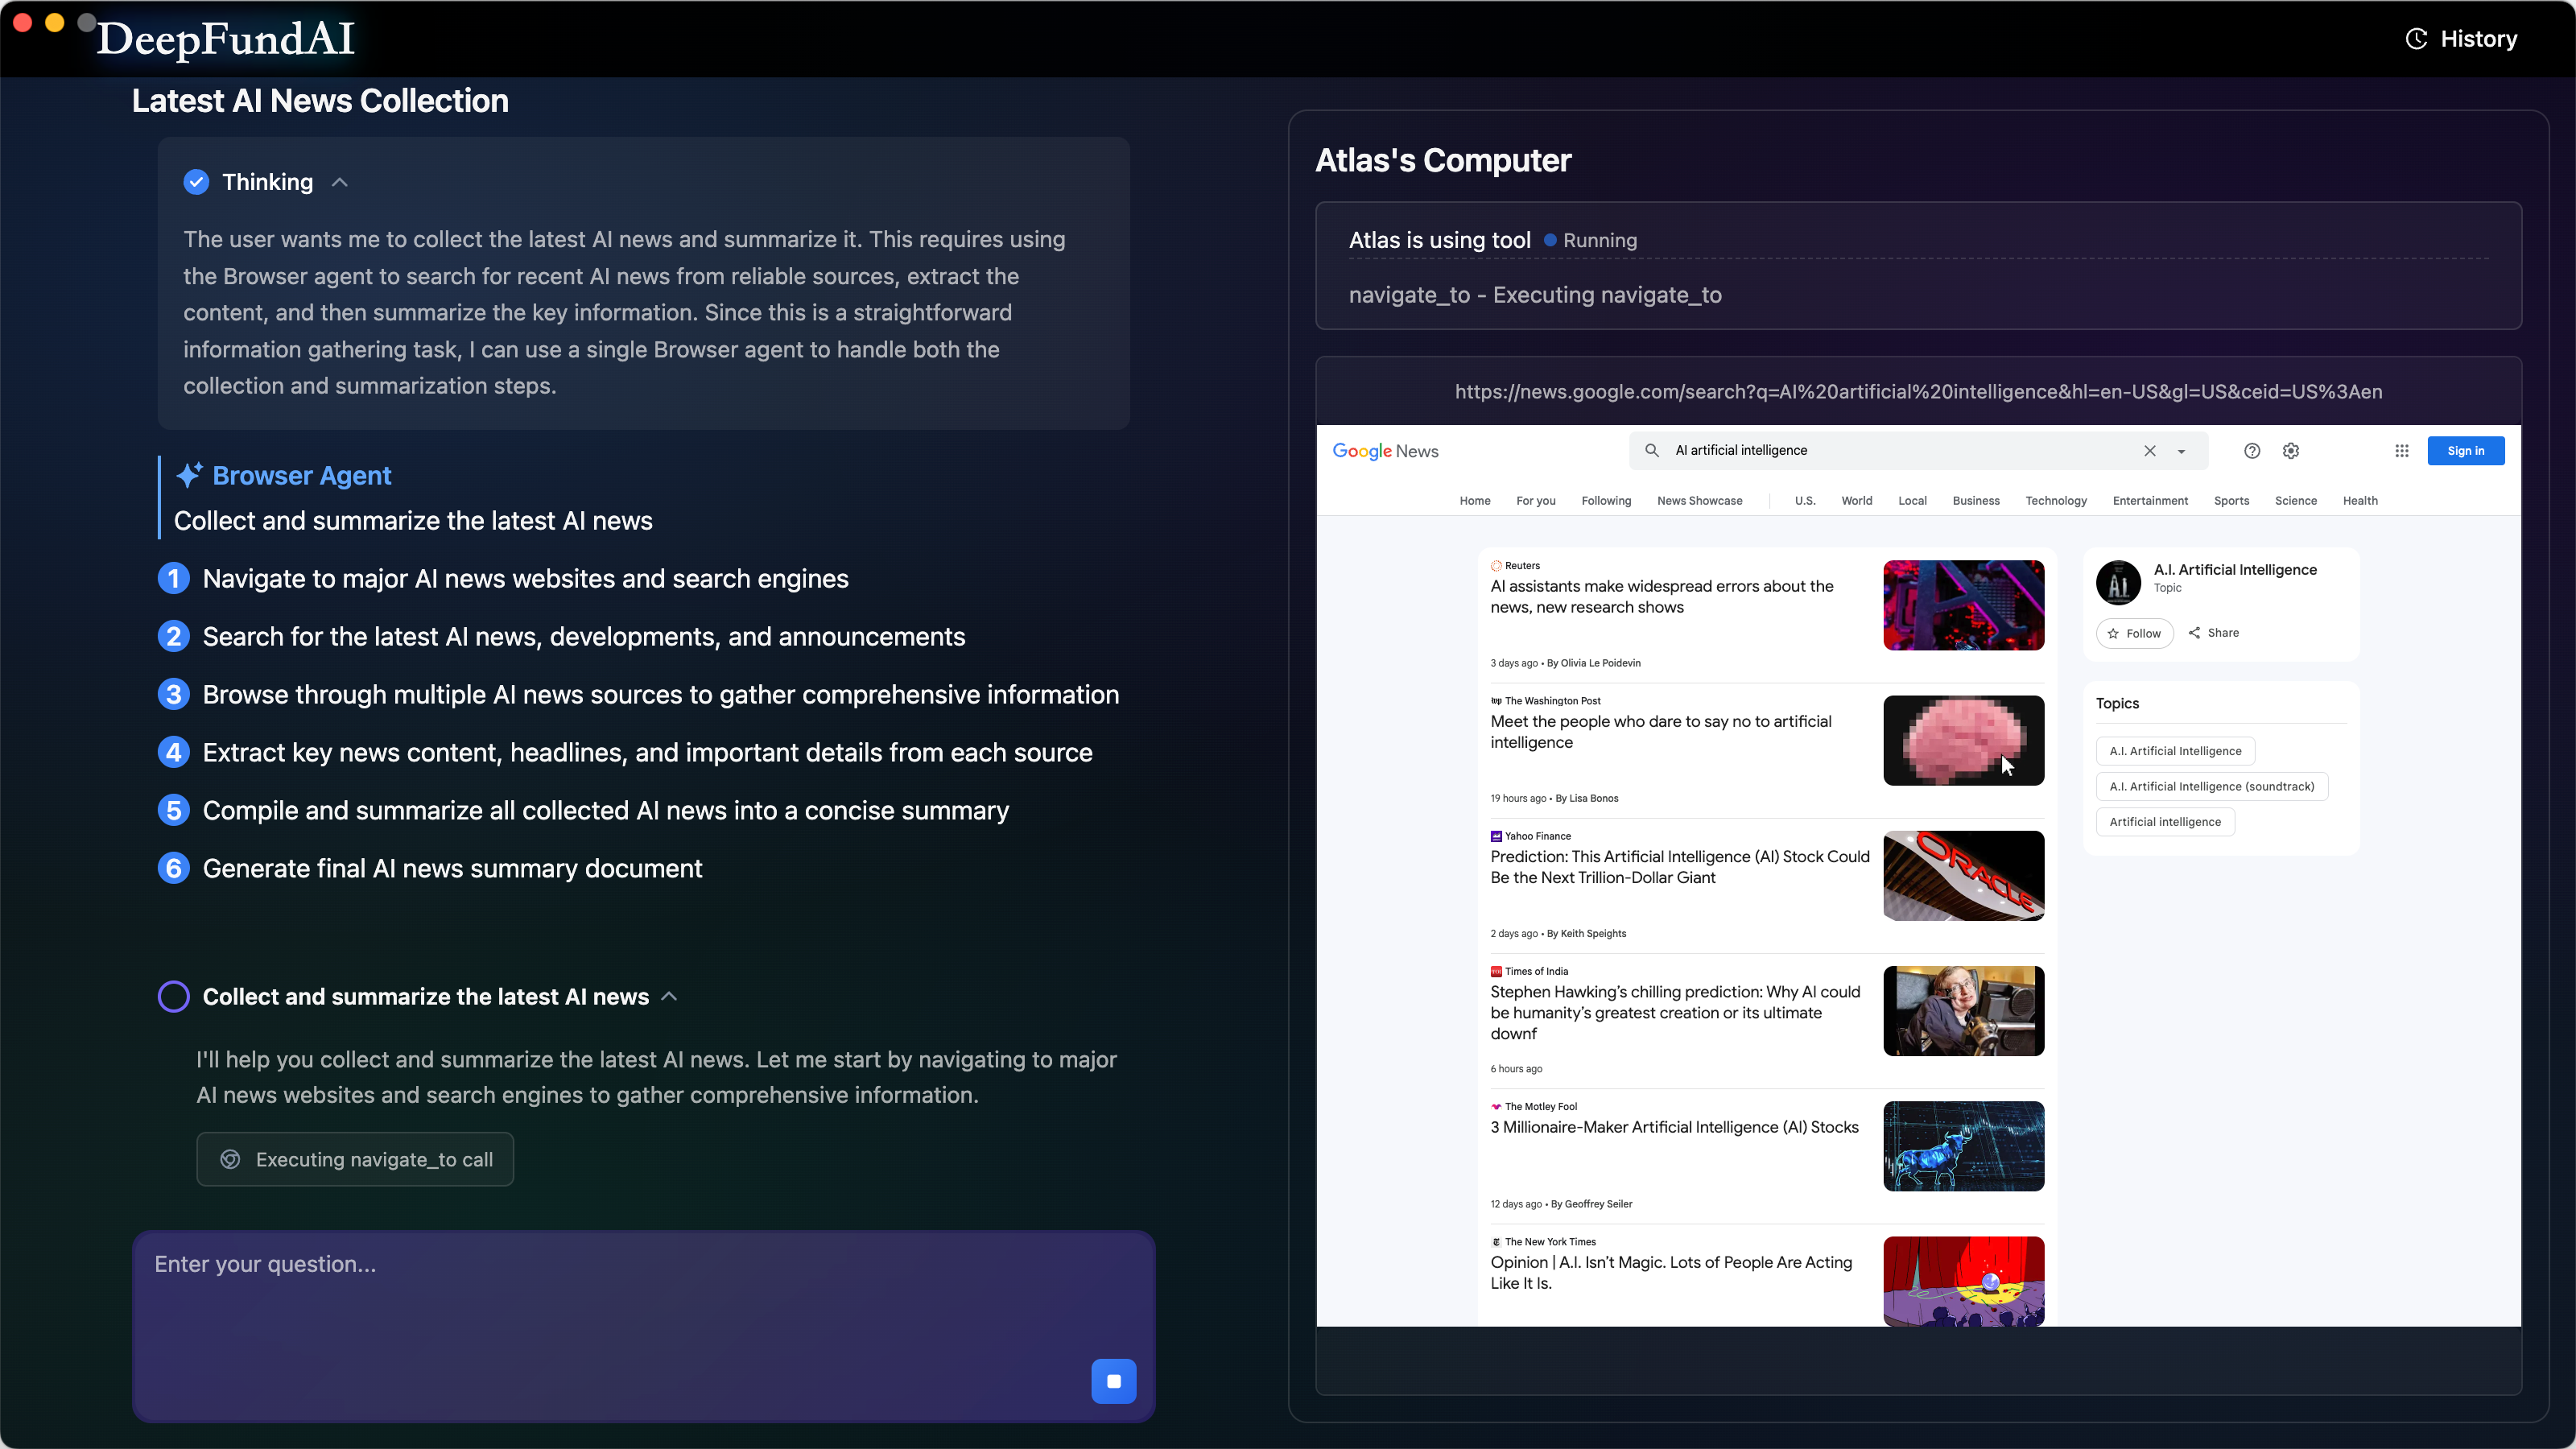 DeepFundAI
History
Latest AI News Collection
Thinking
The user wants me to collect the latest AI news and summarize it. This requires using
the Browser agent to search for recent AI news from reliable sources, extract the
content, and then summarize the key information. Since this is a straightforward
information gathering task, I can use a single Browser agent to handle both the
collection and summarization steps.
Browser Agent
Collect and summarize the latest AI news
1 Navigate to major AI news websites and search engines
2 Search for the latest AI news, developments, and announcements
3 Browse through multiple AI news sources to gather comprehensive information
4 Extract key news content, headlines, and important details from each source
5 Compile and summarize all collected AI news into a concise summary
6 Generate final AI news summary document
Collect and summarize the latest AI news
I'll help you collect and summarize the latest AI news. Let me start by navigating to major
AI news websites and search engines to gather comprehensive information.
Executing navigate_to call
Enter your question...
Atlas's Computer
Atlas is using tool Running
navigate_to - Executing navigate_to
https://news.google.com/search?q=AI%20artificial%20intelligence&hl=en-US&gl=US&ceid=US%3Aen
Google News
AI artificial intelligence
Sign in
Home For you Following News Showcase U.S. World Local Business Technology Entertainment Sports Science Health
Reuters
AI assistants make widespread errors about the
news, new research shows
3 days ago • By Olivia Le Poidevin
wp The Washington Post
Meet the people who dare to say no to artificial
intelligence
19 hours ago • By Lisa Bonos
Yahoo Finance
Prediction: This Artificial Intelligence (AI) Stock Could
Be the Next Trillion-Dollar Giant
ORACLE
2 days ago • By Keith Speights
Times of India
Stephen Hawking’s chilling prediction: Why AI could
be humanity’s greatest creation or its ultimate
downf
6 hours ago
The Motley Fool
3 Millionaire-Maker Artificial Intelligence (AI) Stocks
12 days ago • By Geoffrey Seiler
The New York Times
Opinion | A.I. Isn’t Magic. Lots of People Are Acting
Like It Is.
A.I. Artificial Intelligence
Topic
Follow Share
Topics
A.I. Artificial Intelligence
A.I. Artificial Intelligence (soundtrack)
Artificial intelligence